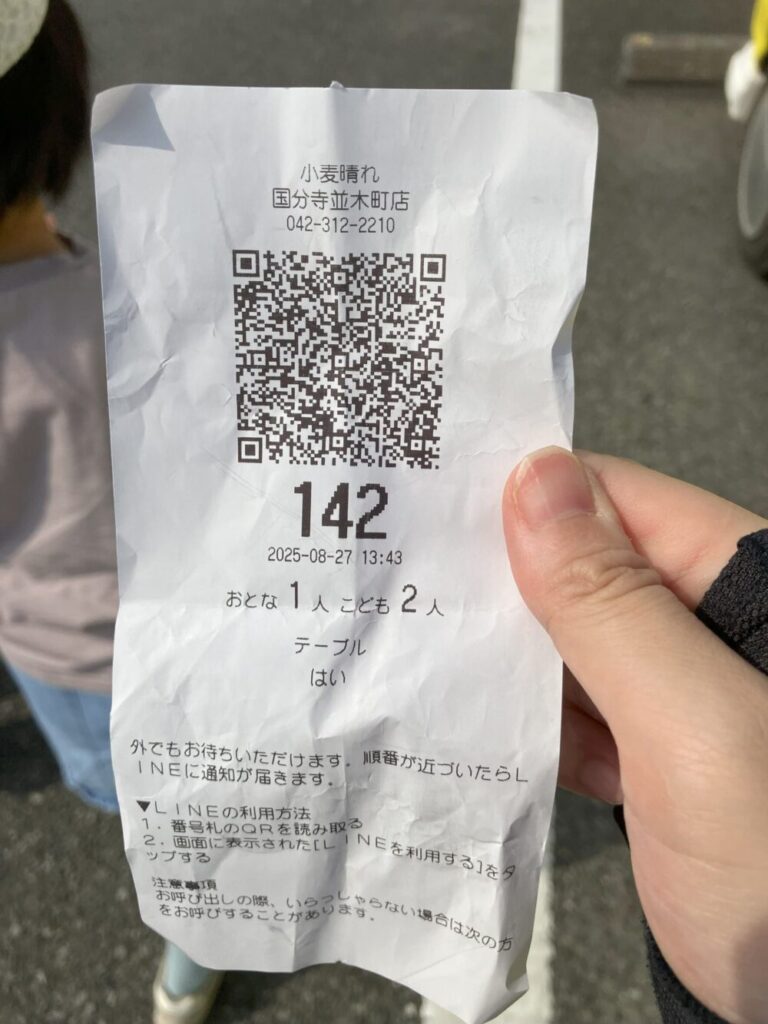 小麦晴れ
国分寺並木町店
042-312-2210
142
2025-08-27 13:43
おとな 1 人 こども 2 人
テーブル
はい
外でもお待ちいただけます。順番が近づいたらL
INEに通知が届きます。
▼LINEの利用方法
1.番号札のQRを読み取る
2.画面に表示された[LINEを利用する]をタ
ップする
注意事項
お呼び出しの際、いらっしゃらない場合は次の方
をお呼びすることがあります。